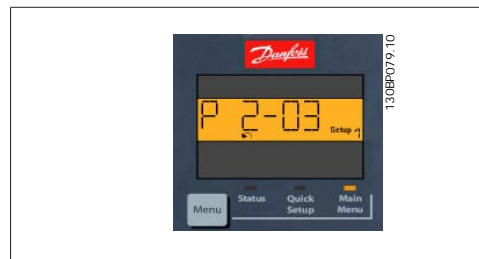 Danfoss
130BP079.10
P 2-03
Setup 1
Menu
Status
Quick
Setup
Main
Menu